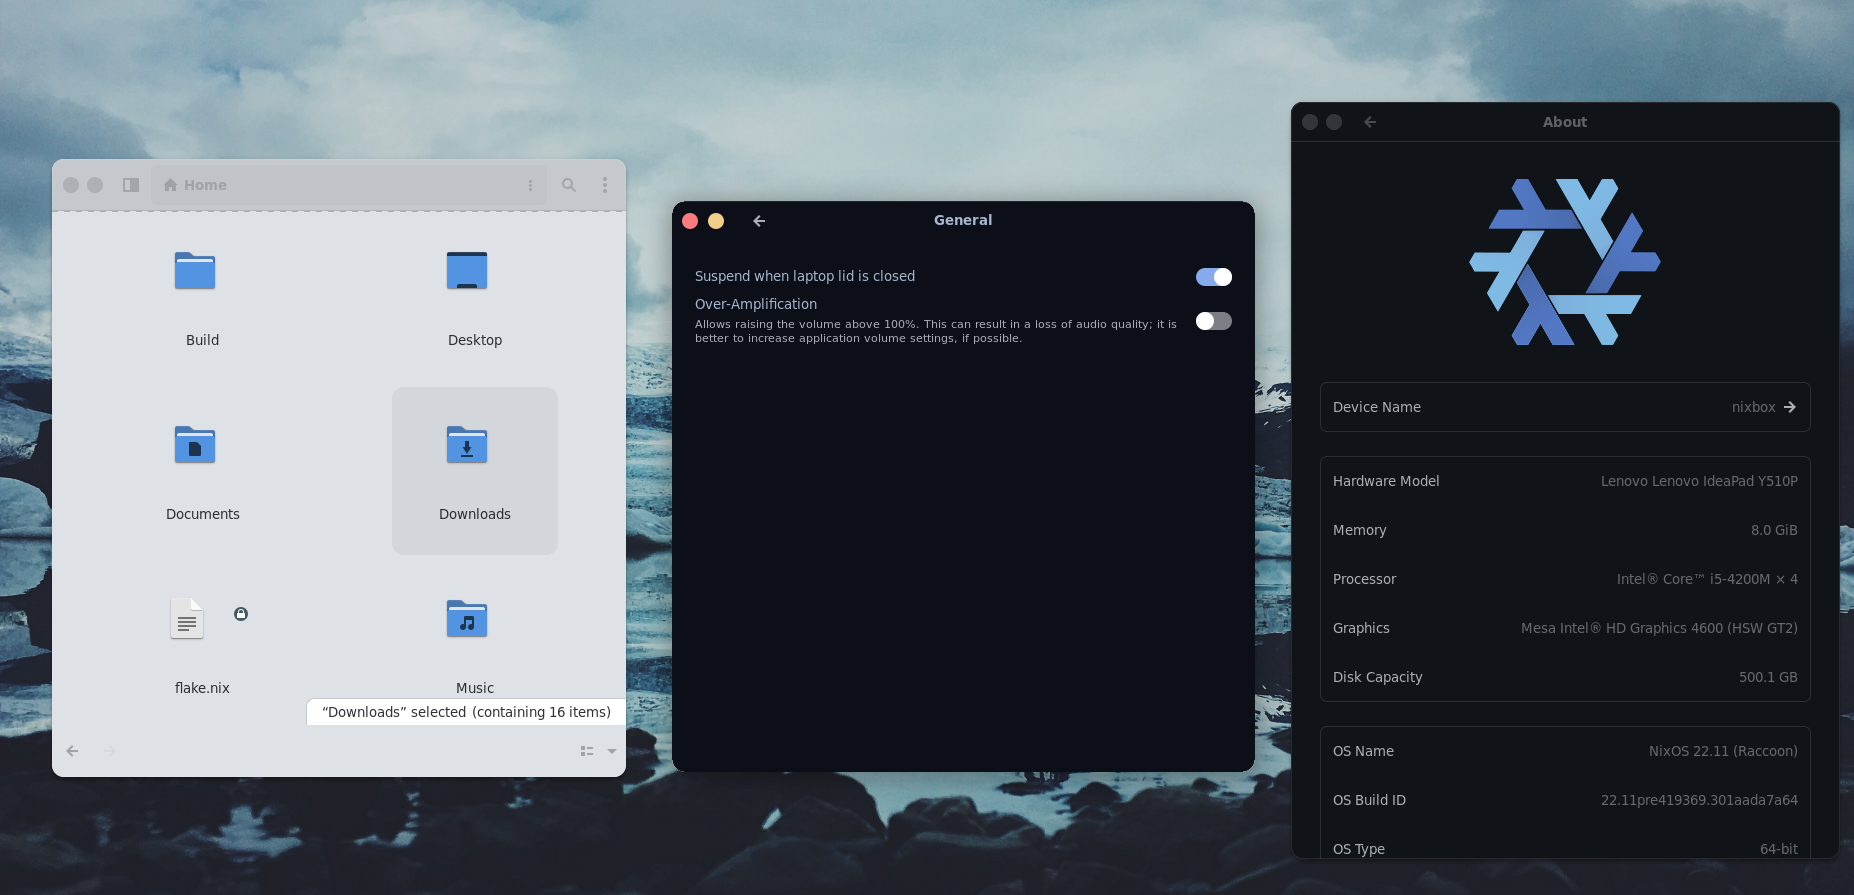 Home
Build
Desktop
Documents
Downloads
flake.nix
Music
“Downloads” selected (containing 16 items)
General
Suspend when laptop lid is closed
Over-Amplification
Allows raising the volume above 100%. This can result in a loss of audio quality; it is
better to increase application volume settings, if possible.
About
Device Name nixbox
Hardware Model Lenovo Lenovo IdeaPad Y510P
Memory 8.0 GiB
Processor Intel® Core™ i5-4200M × 4
Graphics Mesa Intel® HD Graphics 4600 (HSW GT2)
Disk Capacity 500.1 GB
OS Name NixOS 22.11 (Raccoon)
OS Build ID 22.11pre419369.301aada7a64
OS Type 64-bit